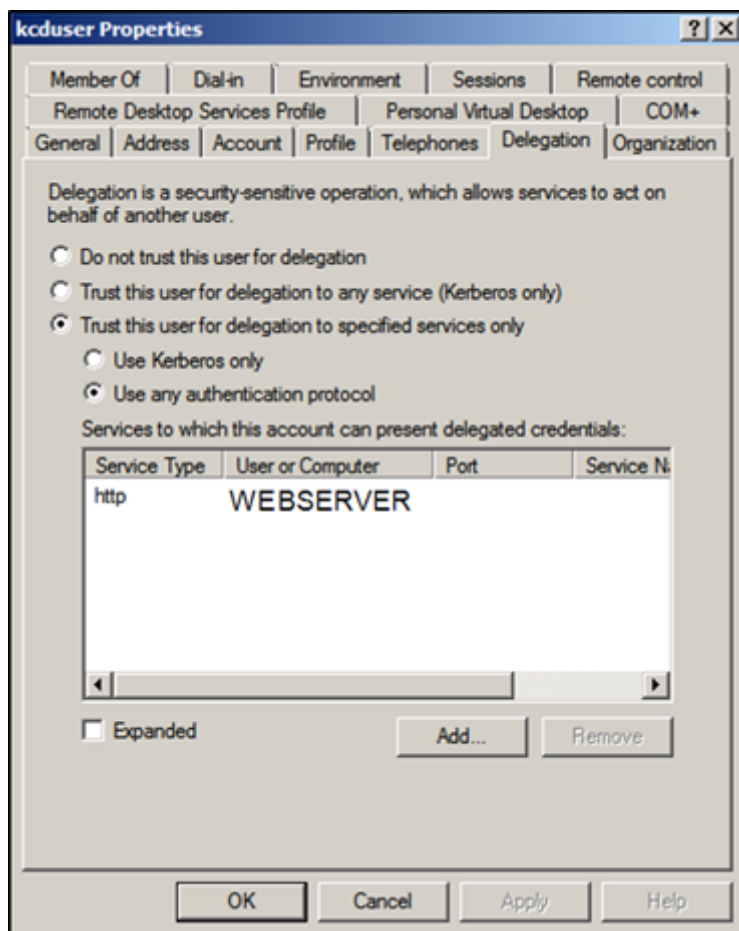 kcduser Properties
Member Of Dial-in Environment Sessions Remote control
Remote Desktop Services Profile Personal Virtual Desktop COM+
General Address Account Profile Telephones Delegation Organization
Delegation is a security-sensitive operation, which allows services to act on
behalf of another user.
Do not trust this user for delegation
Trust this user for delegation to any service (Kerberos only)
Trust this user for delegation to specified services only
Use Kerberos only
Use any authentication protocol
Services to which this account can present delegated credentials:
Service Type User or Computer Port Service
http WEBSERVER
Expanded Add... Remove
OK Cancel Apply Help